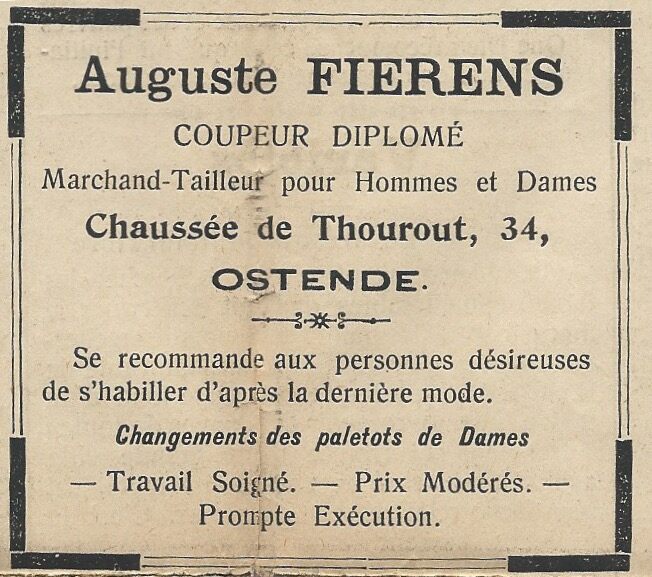 Auguste FIERENS
COUPEUR DIPLOMÉ
Marchand-Tailleur pour Hommes et Dames
Chaussée de Thourout, 34,
OSTENDE.
Se recommande aux personnes désireuses
de s'habiller d'après la dernière mode.
Changements des paletots de Dames
— Travail Soigné. — Prix Modérés. —
Prompte Exécution.